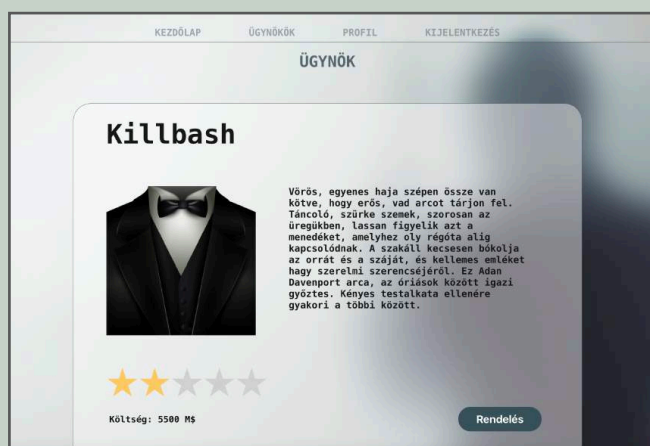 KEZDŐLAP ÜGYNÖKÖK PROFIL KIJELENTKEZÉS
ÜGYNÖK
Killbash
Vörös, egyenes haja szépen össze van
kötve, hogy erős, vad arcot tárjon fel.
Táncoló, szürke szemek, szorosan az
üregükben, lassan figyelik azt a
menedéket, amelyhez oly régóta alig
kapcsolódnak. A szakáll kecsesen bókolja
az orrát és a száját, és kellemes emléket
hagy szerelmi szerencséjéről. Ez Adan
Davenport arca, az óriások között igazi
győztes. Kényes testalkata ellenére
gyakori a többi között.
Költség: 5500 M$
Rendelés